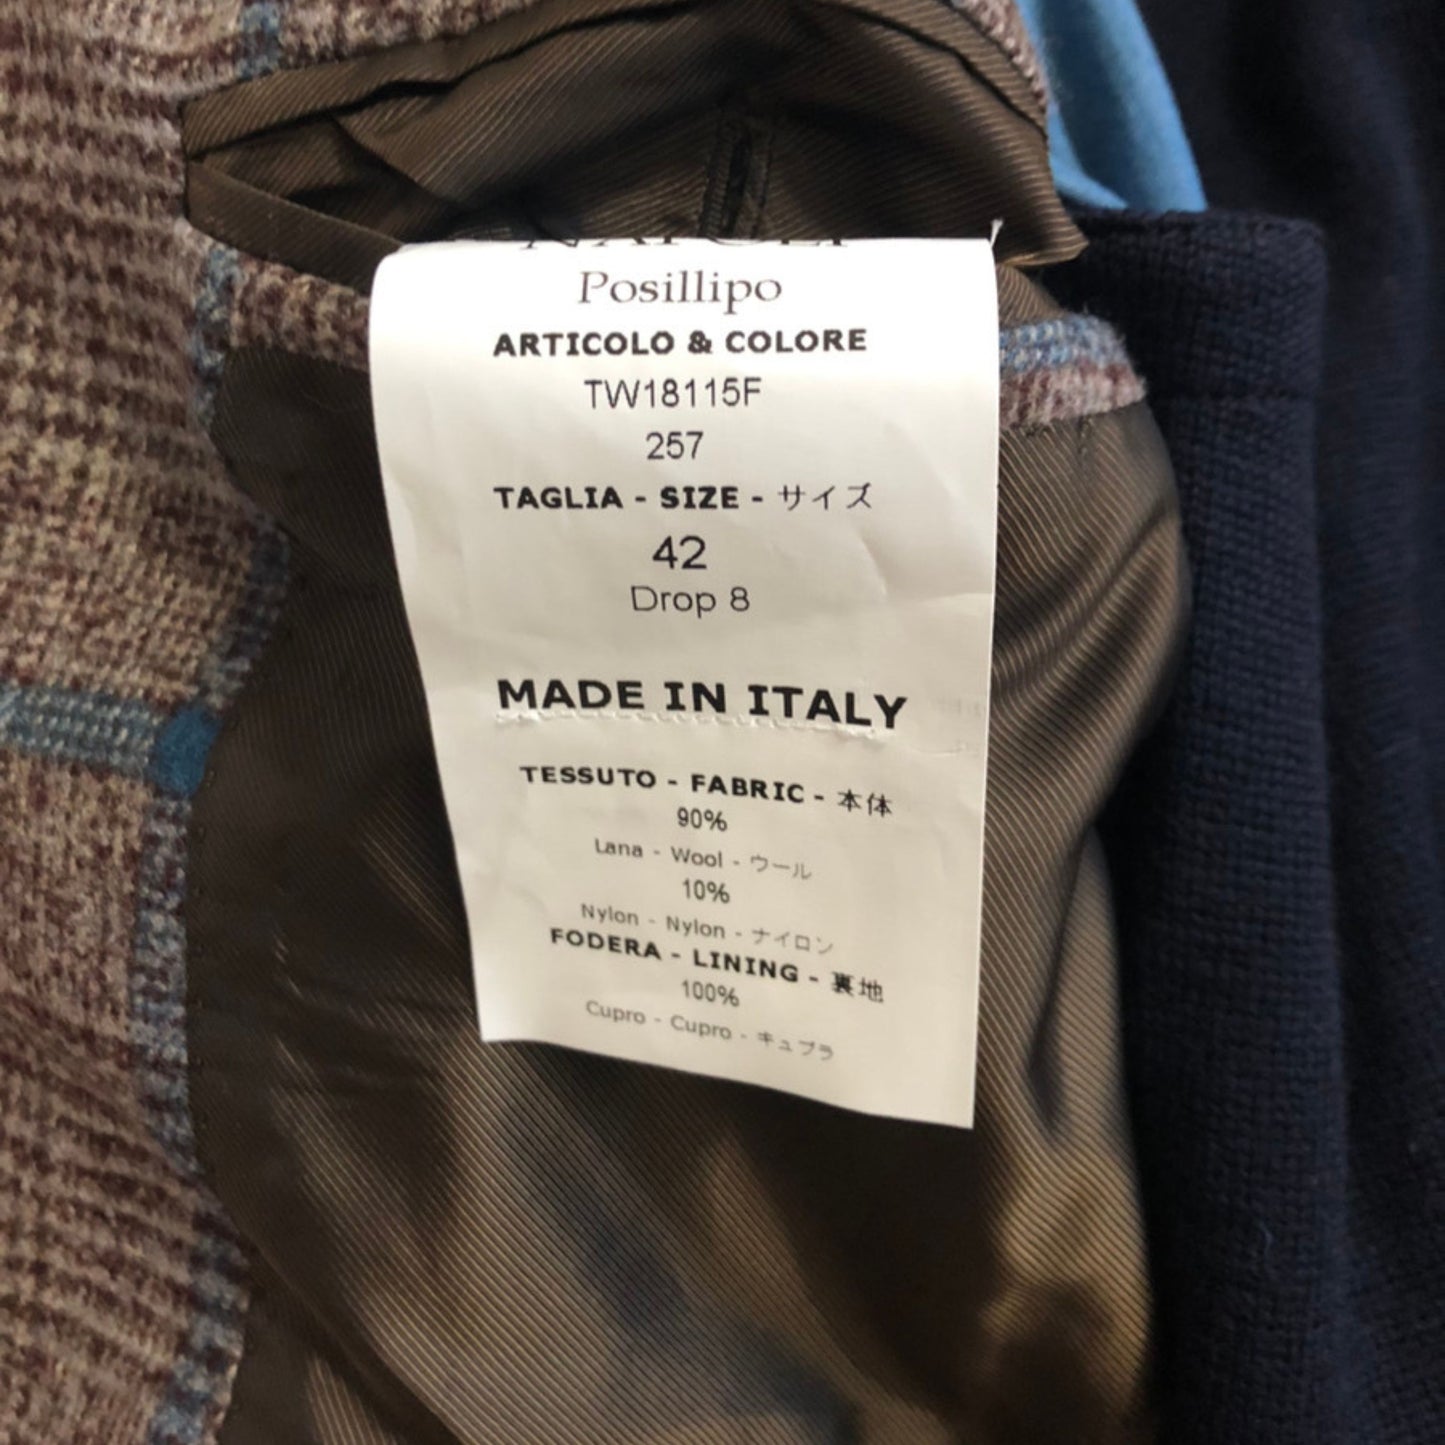 NAPOLI
Posillipo
ARTICOLO & COLORE
TW18115F
257
TAGLIA - SIZE - サイズ
42
Drop 8
MADE IN ITALY
TESSUTO - FABRIC - 本体
90%
Lana - Wool - ウール
10%
Nylon - Nylon - ナイロン
FODERA - LINING - 裏地
100%
Cupro - Cupro - キュプラ